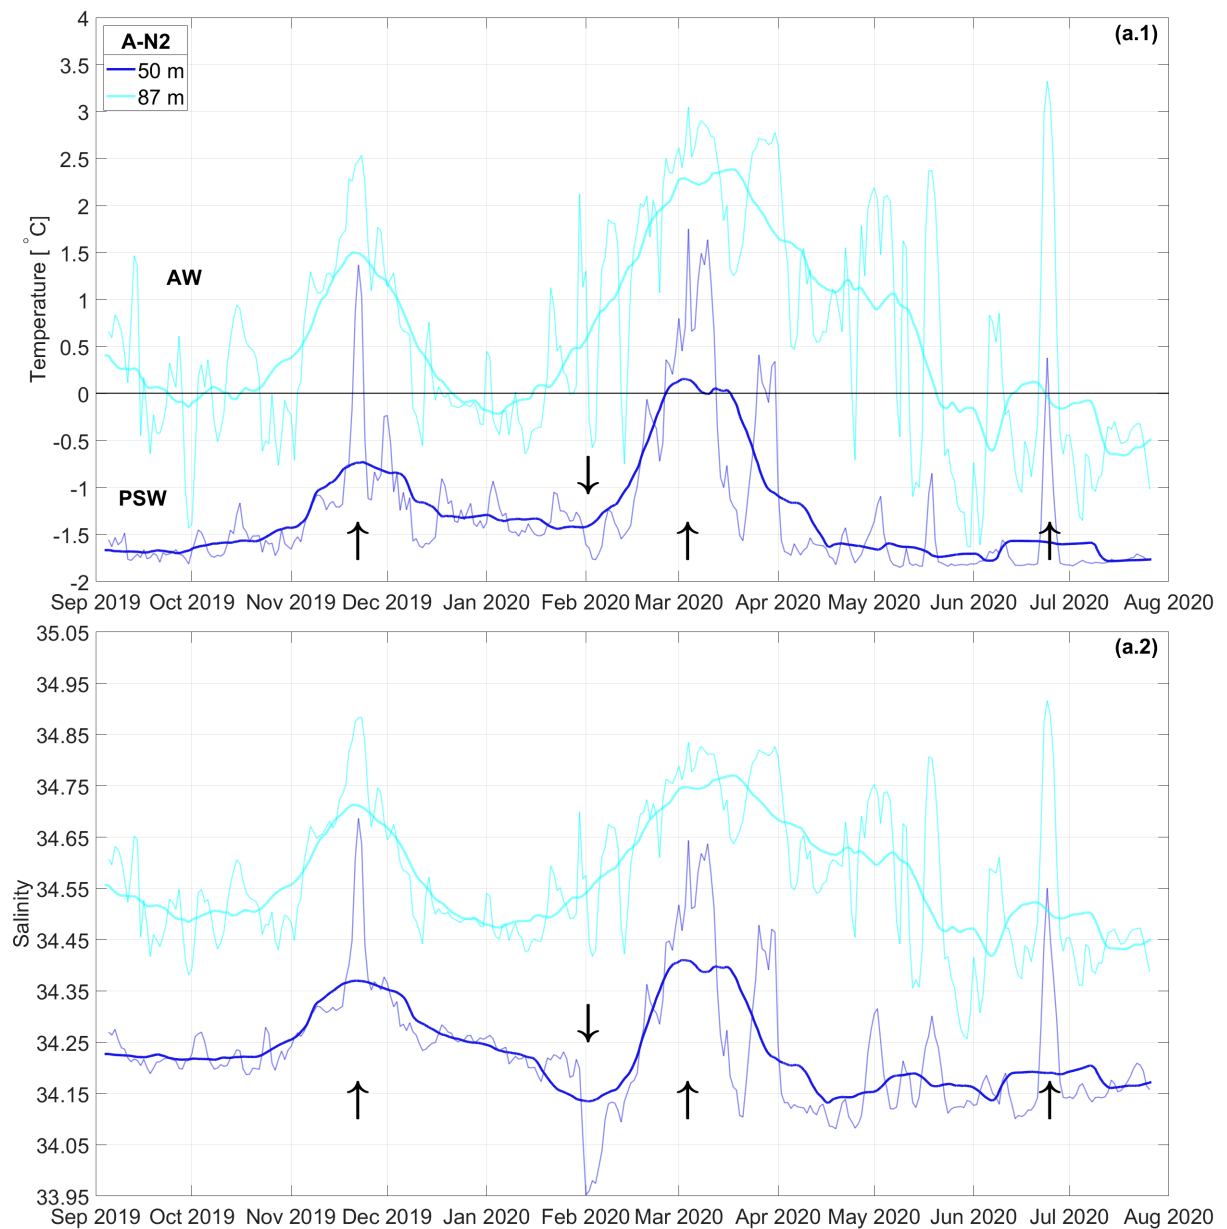 (a.1)
A-N2
50 m
87 m
Temperature [ °C]
4
3.5
3
2.5
2
1.5
1
0.5
0
-0.5
-1
-1.5
-2
AW
PSW
Sep 2019 Oct 2019 Nov 2019 Dec 2019 Jan 2020 Feb 2020 Mar 2020 Apr 2020 May 2020 Jun 2020 Jul 2020 Aug 2020
(a.2)
Salinity
35.05
34.95
34.85
34.75
34.65
34.55
34.45
34.35
34.25
34.15
34.05
33.95
Sep 2019 Oct 2019 Nov 2019 Dec 2019 Jan 2020 Feb 2020 Mar 2020 Apr 2020 May 2020 Jun 2020 Jul 2020 Aug 2020